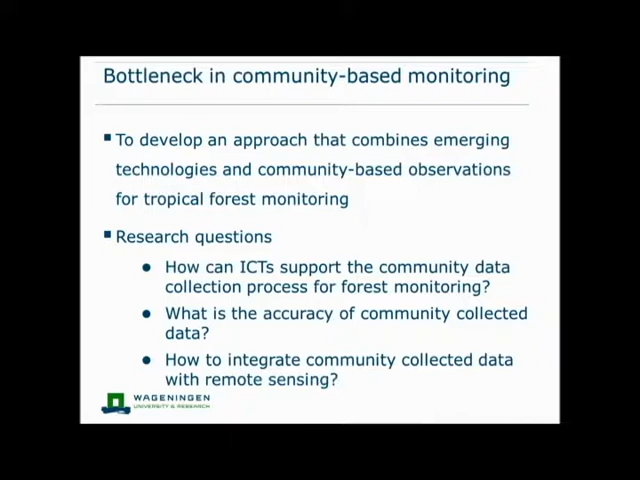 Bottleneck in community-based monitoring
To develop an approach that combines emerging
technologies and community-based observations
for tropical forest monitoring
Research questions
How can ICTs support the community data
collection process for forest monitoring?
What is the accuracy of community collected
data?
How to integrate community collected data
with remote sensing?
WAGENINGEN
UNIVERSITY & RESEARCH